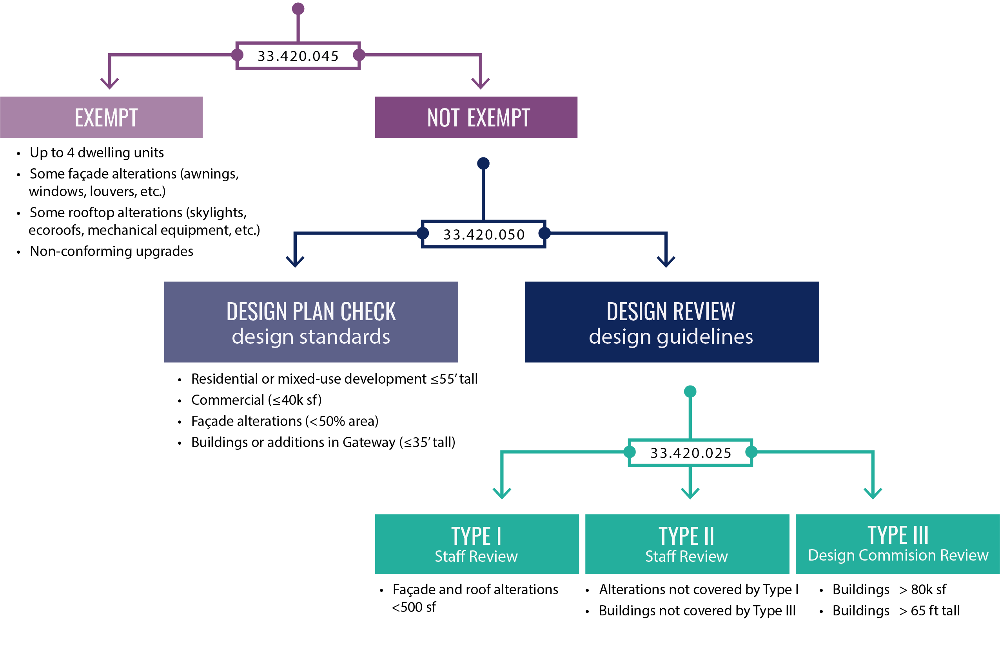 33.420.045
EXEMPT
NOT EXEMPT
• Up to 4 dwelling units
• Some façade alterations (awnings,
windows, louvers, etc.)
• Some rooftop alterations (skylights,
ecoroofs, mechanical equipment, etc.)
• Non-conforming upgrades
33.420.050
DESIGN PLAN CHECK
design standards
DESIGN REVIEW
design guidelines
• Residential or mixed-use development ≤55’ tall
• Commercial (≤40k sf)
• Façade alterations (<50% area)
• Buildings or additions in Gateway (≤35’ tall)
33.420.025
TYPE I
Staff Review
TYPE II
Staff Review
TYPE III
Design Commision Review
• Façade and roof alterations
<500 sf
• Alterations not covered by Type I
• Buildings not covered by Type III
• Buildings > 80k sf
• Buildings > 65 ft tall